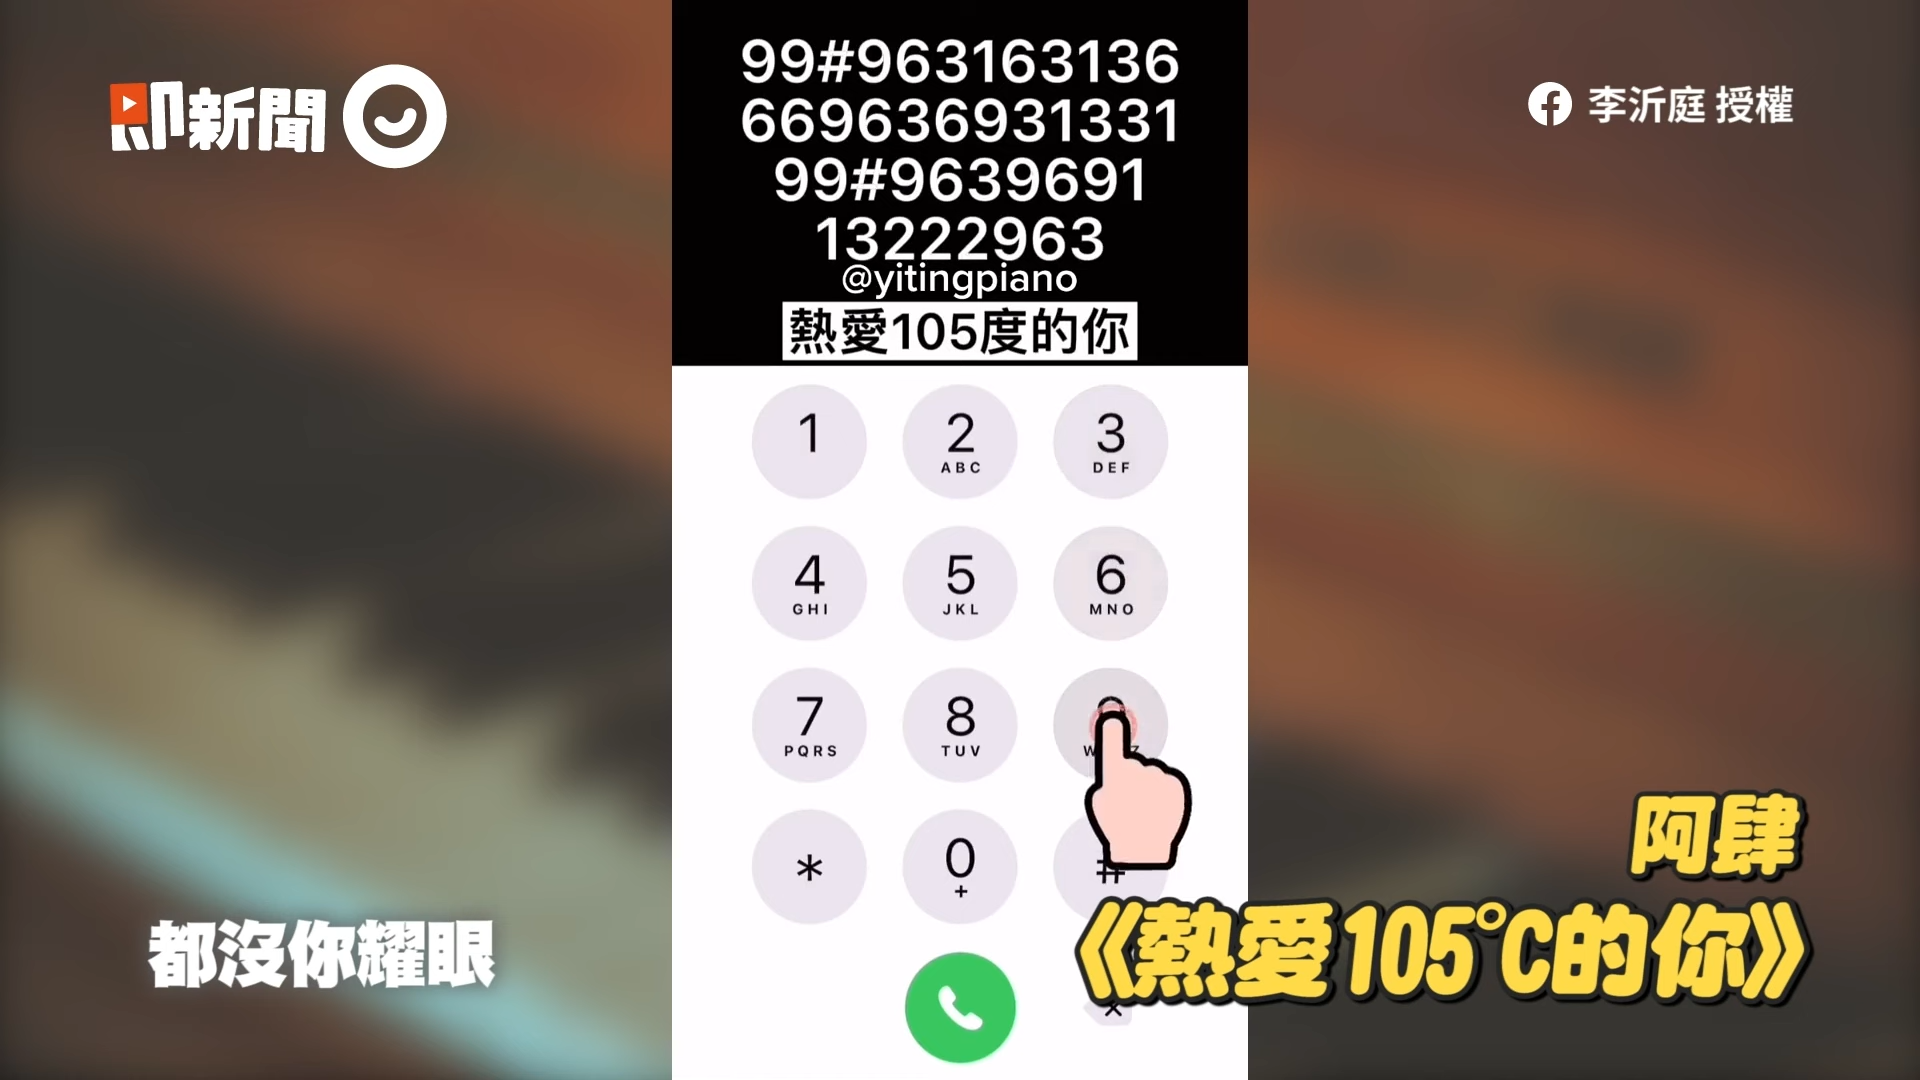 即新聞
李沂庭 授權
99#963163136
669636931331
99#9639691
13222963
@yitingpiano
熱愛105度的你
1
2
ABC
3
DEF
4
GHI
5
JKL
6
MNO
7
PQRS
8
TUV
*
0
+
#
阿肆
《熱愛105°C的你》
都沒你耀眼